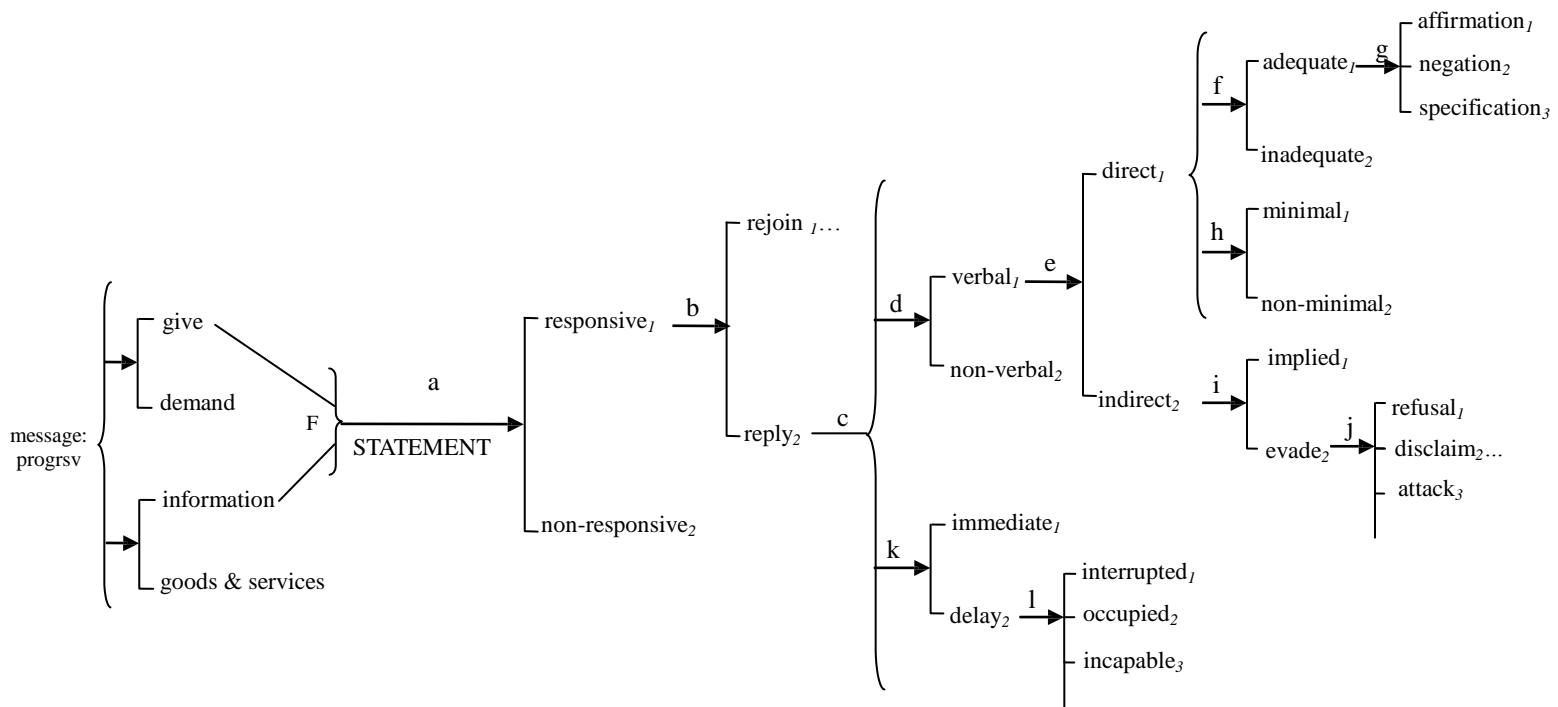 message:
progrsv
give
demand
information
goods & services
F
a
STATEMENT
responsive1
non-responsive2
b
rejoin 1...
reply2
c
d
verbal1
non-verbal2
e
direct1
indirect2
f
adequate1
inadequate2
g
affirmation1
negation2
specification3
h
minimal1
non-minimal2
i
implied1
evade2
j
refusal1
disclaim2...
attack3
k
immediate1
delay2
l
interrupted1
occupied2
incapable3